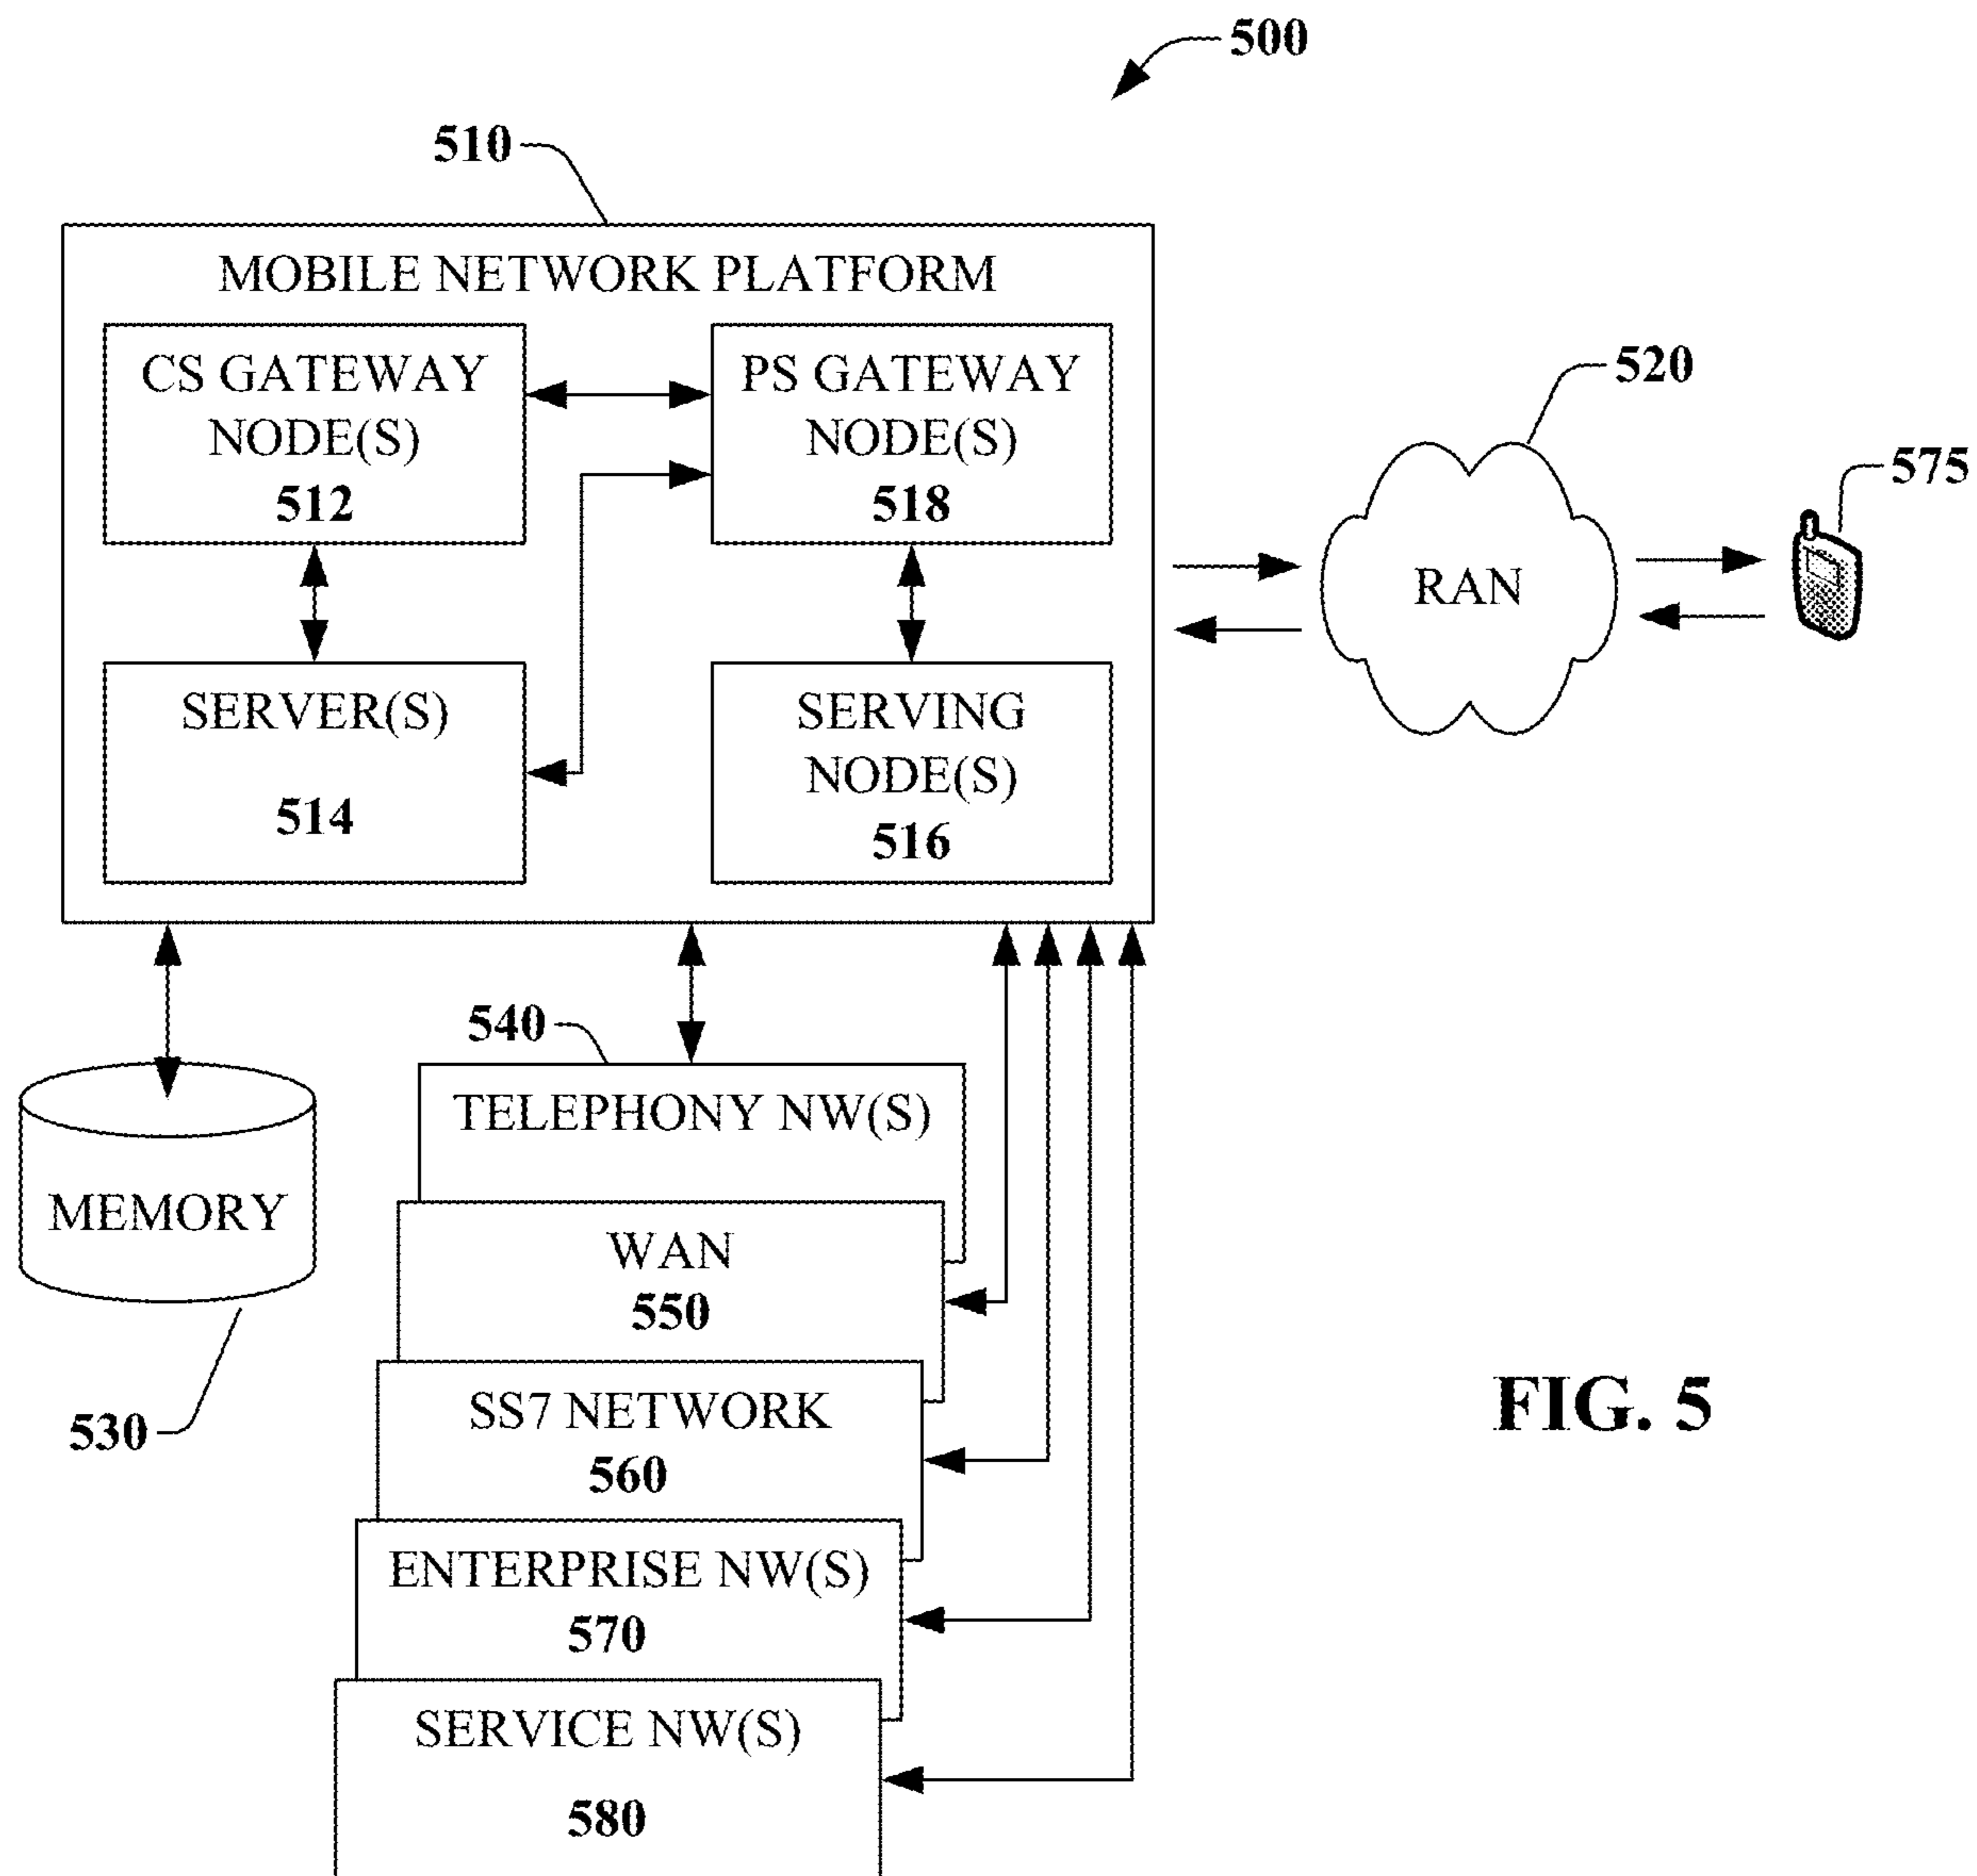 500
510
MOBILE NETWORK PLATFORM
CS GATEWAY
NODE(S)
512
PS GATEWAY
NODE(S)
518
SERVER(S)
514
SERVING
NODE(S)
516
520
RAN
575
540
TELEPHONY NW(S)
MEMORY
530
WAN
550
SS7 NETWORK
560
ENTERPRISE NW(S)
570
SERVICE NW(S)
580
FIG. 5